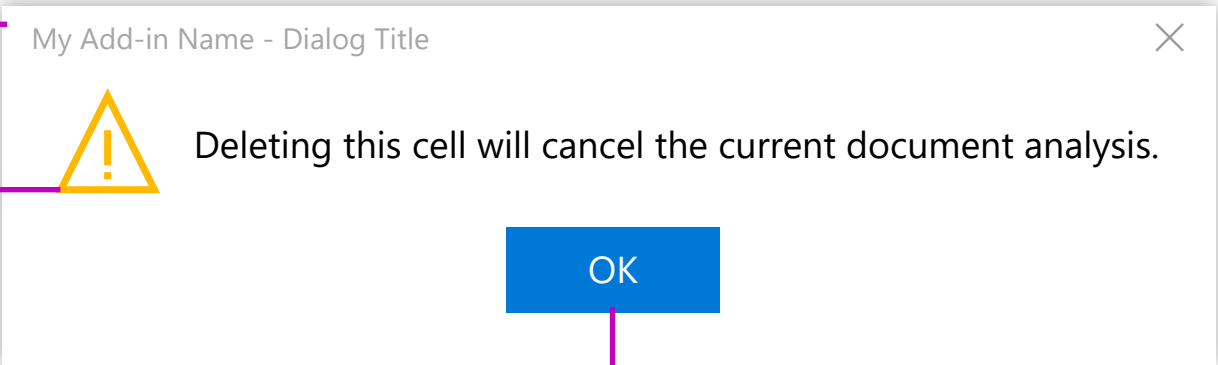 My Add-in Name - Dialog Title
Deleting this cell will cancel the current document analysis.
OK